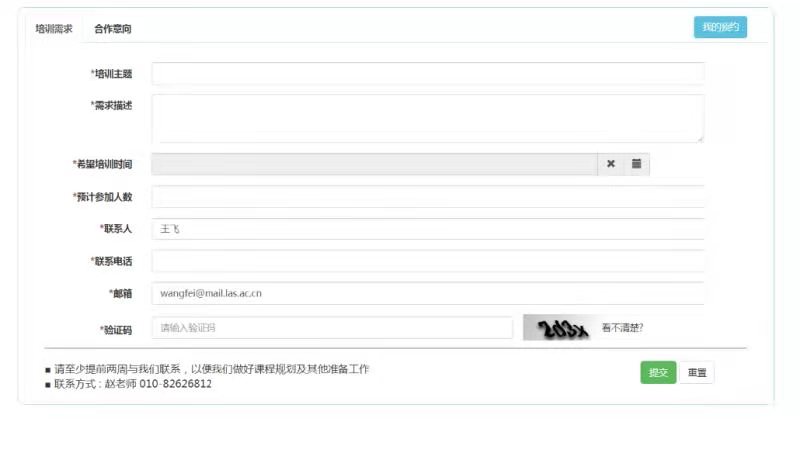 培训需求 合作意向 我的预约
*培训主题
*需求描述
*希望培训时间
*预计参加人数
*联系人 王飞
*联系电话
*邮箱 wangfei@mail.las.ac.cn
*验证码 请输入验证码 2d3x 看不清楚?
■ 请至少提前两周与我们联系，以便我们做好课程规划及其他准备工作
■ 联系方式：赵老师 010-82626812
提交 重置